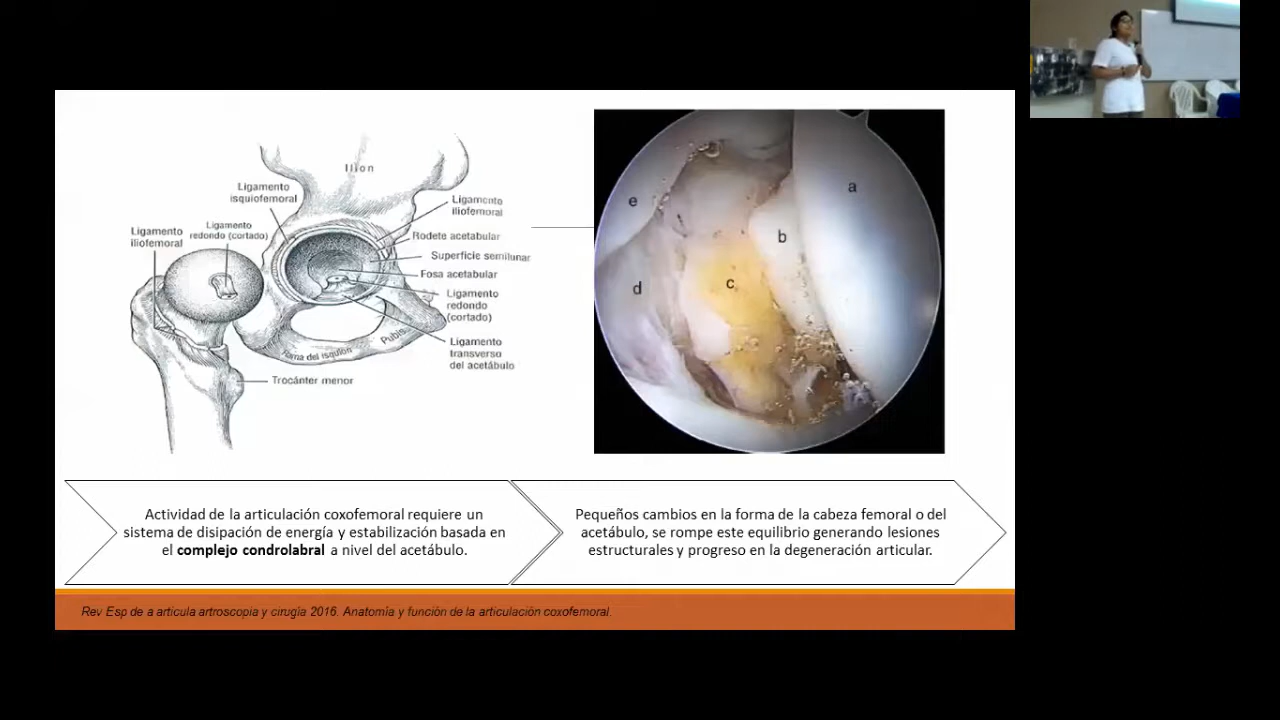 Ilion
Ligamento
isquiofemoral
Ligamento
iliofemoral
Ligamento
redondo (cortado)
Ligamento
iliofemoral
Rodete acetabular
Superficie semilunar
Fosa acetabular
Ligamento
redondo
(cortado)
Ligamento
transverso
del acetábulo
Pubis
Rama del isquion
Trocánter menor
a
b
c
d
e
Actividad de la articulación coxofemoral requiere un
sistema de disipación de energía y estabilización basada en
el complejo condrolabral a nivel del acetábulo.
Pequeños cambios en la forma de la cabeza femoral o del
acetábulo, se rompe este equilibrio generando lesiones
estructurales y progreso en la degeneración articular.
Rev Esp de a articula artroscopia y cirugía 2016. Anatomía y función de la articulación coxofemoral.